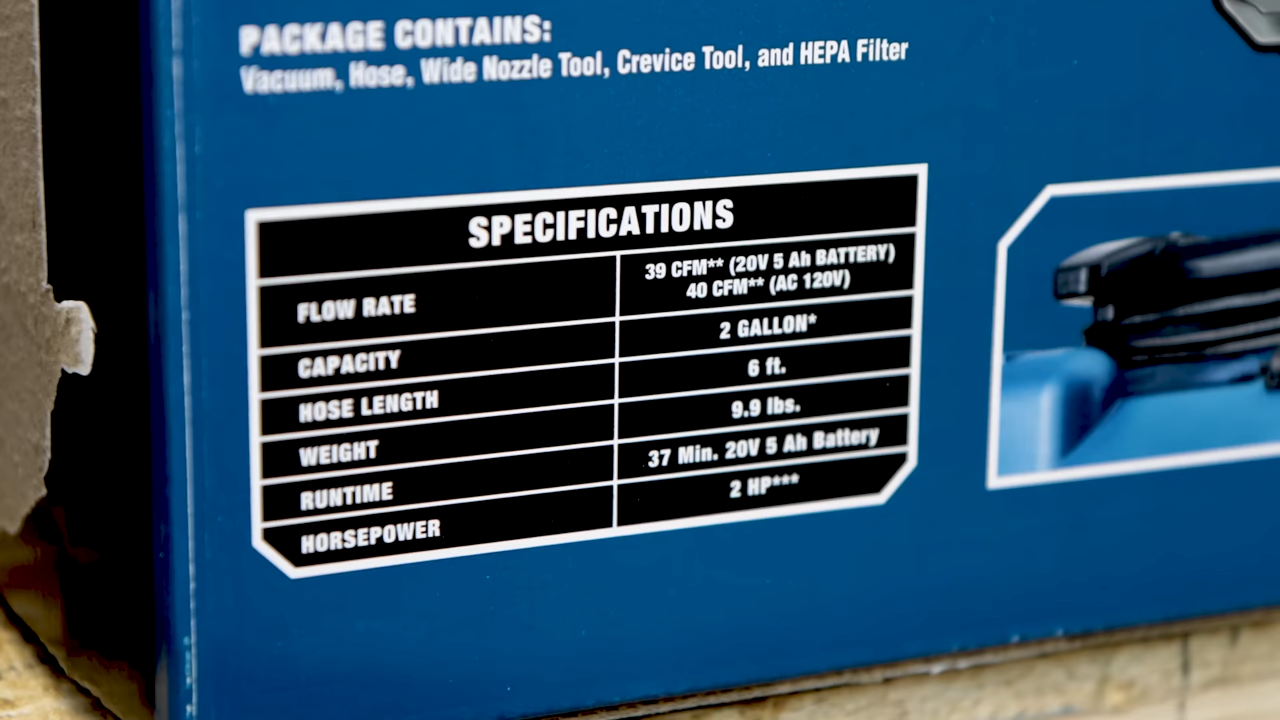 PACKAGE CONTAINS:
Vacuum, Hose, Wide Nozzle Tool, Crevice Tool, and HEPA Filter
SPECIFICATIONS
FLOW RATE
39 CFM** (20V 5 Ah BATTERY)
40 CFM** (AC 120V)
CAPACITY
2 GALLON*
HOSE LENGTH
6 ft.
WEIGHT
9.9 lbs.
RUNTIME
37 Min. 20V 5 Ah Battery
HORSEPOWER
2 HP***